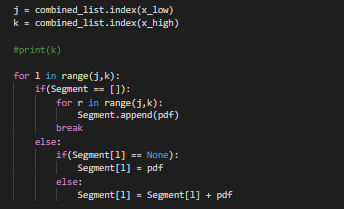 j = combined_list.index(x_low)
k = combined_list.index(x_high)
#print(k)
for l in range(j,k):
if(Segment == []):
for r in range(j,k):
Segment.append(pdf)
break
else:
if(Segment[l] == None):
Segment[l] = pdf
else:
Segment[l] = Segment[l] + pdf